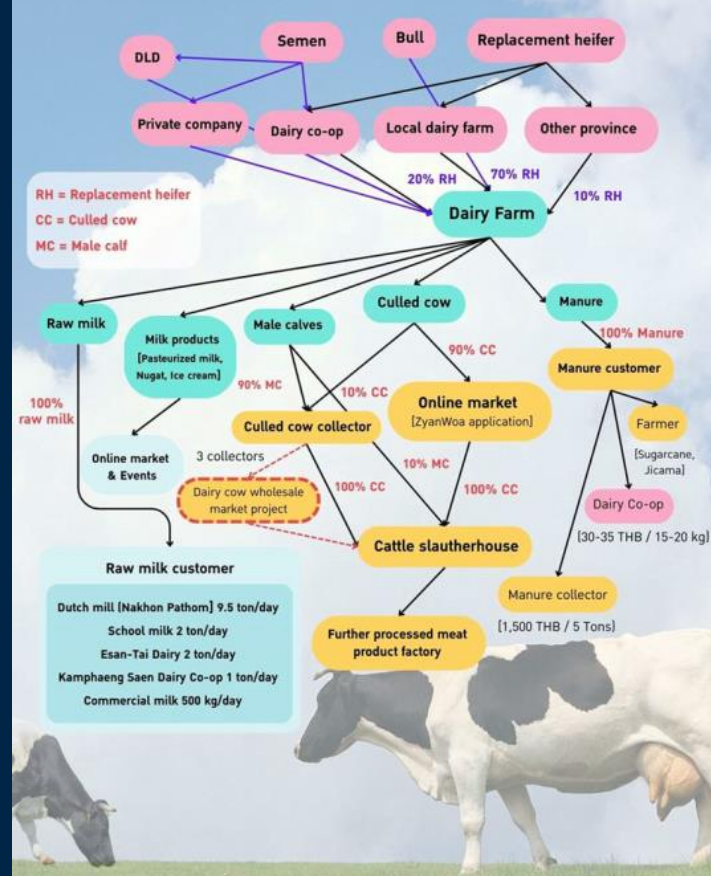 Semen
Bull
Replacement heifer
DLD
Private company
Dairy co-op
Local dairy farm
Other province
20% RH
70% RH
10% RH
RH = Replacement heifer
CC = Culled cow
MC = Male calf
Dairy Farm
Raw milk
Milk products
[Pasteurized milk,
Nugat, Ice cream]
Male calves
Culled cow
Manure
100% Manure
90% CC
Manure customer
90% MC
10% CC
100%
raw milk
Online market
[ZyanWoa application]
Culled cow collector
Farmer
[Sugarcane,
Jicama]
Online market
& Events
3 collectors
10% MC
Dairy cow wholesale
market project
100% CC
100% CC
Dairy Co-op
[30-35 THB / 15-20 kg]
Cattle slautherhouse
Raw milk customer
Manure collector
[1,500 THB / 5 Tons]
Dutch mill [Nakhon Pathom] 9.5 ton/day
School milk 2 ton/day
Esan-Tai Dairy 2 ton/day
Kamphaeng Saen Dairy Co-op 1 ton/day
Commercial milk 500 kg/day
Further processed meat
product factory